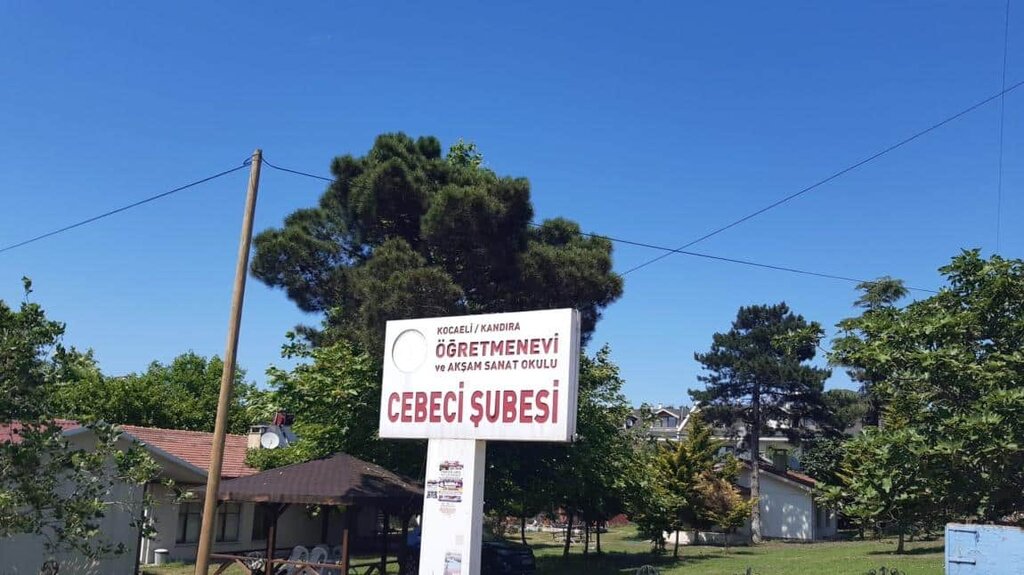 KOCAELİ / KANDIRA
ÖĞRETMENEVİ
ve AKŞAM SANAT OKULU
CEBECİ ŞUBESİ